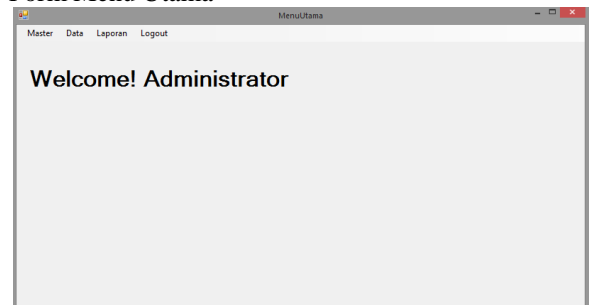 Form Menu Utama
MenuUtama
Master Data Laporan Logout
Welcome! Administrator